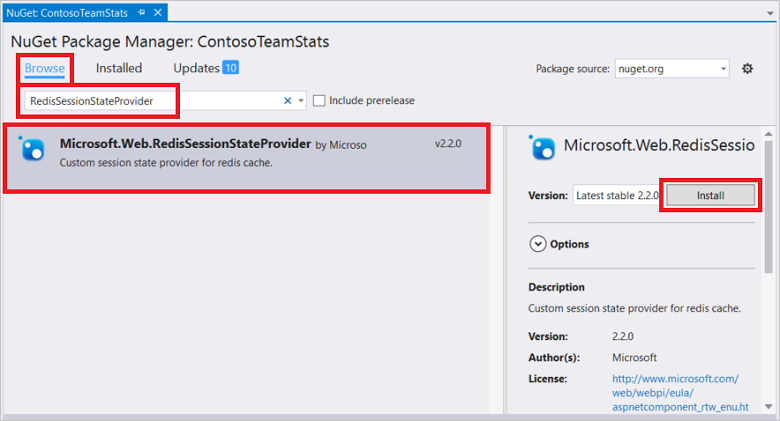 NuGet: ContosoTeamStats
NuGet Package Manager: ContosoTeamStats
Browse Installed Updates 10
Package source: nuget.org
RedisSessionStateProvider
Include prerelease
Microsoft.Web.RedisSessionStateProvider by Microso v2.2.0
Custom session state provider for redis cache.
Microsoft.Web.RedisSessio
Version: Latest stable 2.2.0 Install
Options
Description
Custom session state provider for redis cache.
Version: 2.2.0
Author(s): Microsoft
License: http://www.microsoft.com/
web/webpi/eula/
aspnetcomponent_rtw_enu.ht